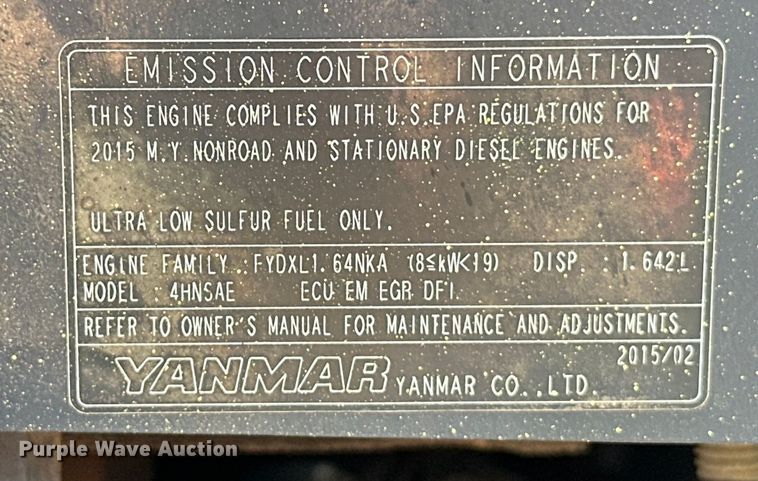 EMISSION CONTROL INFORMATION
THIS ENGINE COMPLIES WITH U.S.EPA REGULATIONS FOR
2015 M.Y.NONROAD AND STATIONARY DIESEL ENGINES.
ULTRA LOW SULFUR FUEL ONLY.
ENGINE FAMILY : FYDXL1.64NKA (8≤kW<19) DISP. : 1.642L
MODEL : 4HNSAE ECU EM EGR DFI
REFER TO OWNER'S MANUAL FOR MAINTENANCE AND ADJUSTMENTS.
2015/02
YANMAR YANMAR CO.,LTD.
Purple Wave Auction